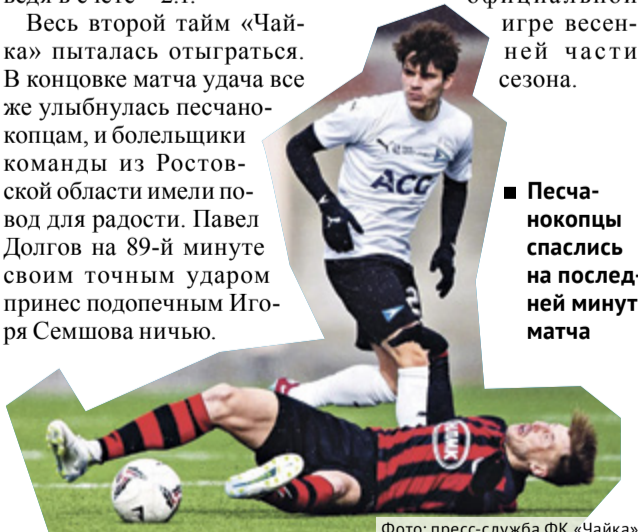 ведя в счете – 2:1.
Весь второй тайм «Чай-
ка» пыталась отыграться.
В концовке матча удача все
же улыбнулась песчано-
копцам, и болельщики
команды из Ростов-
ской области имели по-
вод для радости. Павел
Долгов на 89-й минуте
своим точным ударом
принес подопечным Иго-
ря Семшова ничью.
официальной
игре весен-
ней части
сезона.
АСС
2
■ Песча-
нокопцы
спаслись
на послед-
ней минут
матча
Фото: пресс-служба ФК «Чайка»